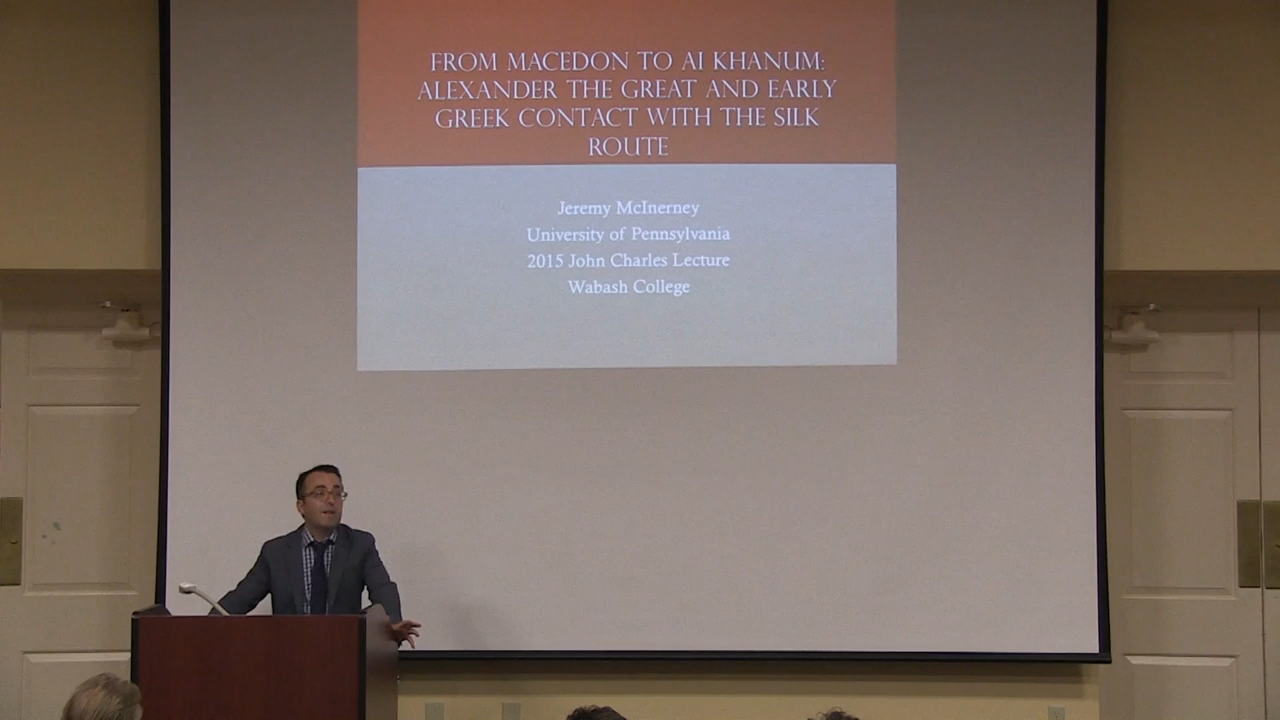 FROM MACEDON TO AI KHANUM:
ALEXANDER THE GREAT AND EARLY
GREEK CONTACT WITH THE SILK
ROUTE
Jeremy McInerney
University of Pennsylvania
2015 John Charles Lecture
Wabash College